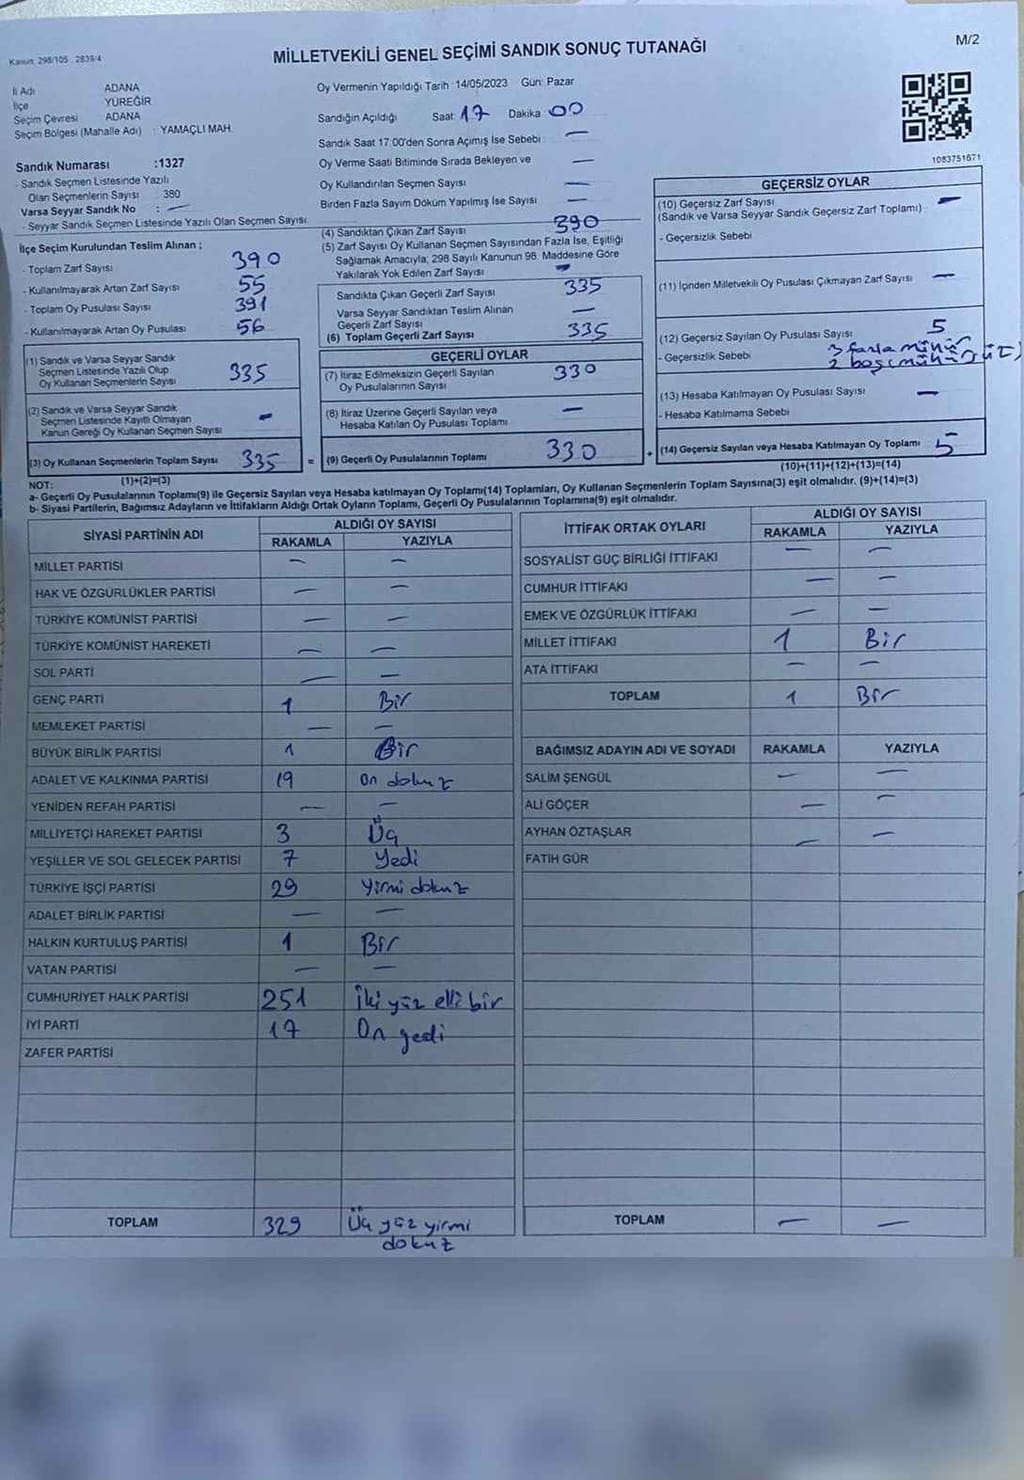 Kanun: 298/105 2839/4
MİLLETVEKİLİ GENEL SEÇİMİ SANDIK SONUÇ TUTANAĞI
M/2
İl Adı ADANA
İlçe YÜREĞİR
Seçim Çevresi ADANA
Seçim Bölgesi (Mahalle Adı) : YAMAÇLI MAH.
Sandık Numarası :1327
- Sandık Seçmen Listesinde Yazılı
Olan Seçmenlerin Sayısı : 380
Varsa Seyyar Sandık No : —
- Seyyar Sandık Seçmen Listesinde Yazılı Olan Seçmen Sayısı:
Oy Vermenin Yapıldığı Tarih :14/05/2023 Gün: Pazar
Sandığın Açıldığı Saat: 17 Dakika: 00
Sandık Saat 17:00'den Sonra Açımış İse Sebebi : —
Oy Verme Saati Bitiminde Sırada Bekleyen ve —
Oy Kullandırılan Seçmen Sayısı —
Birden Fazla Sayım Döküm Yapılmış İse Sayısı —
1083751671
İlçe Seçim Kurulundan Teslim Alınan ;
- Toplam Zarf Sayısı 390
- Kullanılmayarak Artan Zarf Sayısı 55
- Toplam Oy Pusulası Sayısı 391
- Kullanılmayarak Artan Oy Pusulası 56
(1) Sandık ve Varsa Seyyar Sandık
Seçmen Listesinde Yazılı Olup
Oy Kullanan Seçmenlerin Sayısı 335
(2) Sandık ve Varsa Seyyar Sandık
Seçmen Listesinde Kayıtlı Olmayan
Kanun Gereği Oy Kullanan Seçmen Sayısı —
(3) Oy Kullanan Seçmenlerin Toplam Sayısı 335
(4) Sandıktan Çıkan Zarf Sayısı 390
(5) Zarf Sayısı Oy Kullanan Seçmen Sayısından Fazla İse, Eşitliği
Sağlamak Amacıyla; 298 Sayılı Kanunun 98. Maddesine Göre
Yakılarak Yok Edilen Zarf Sayısı —
Sandıkta Çıkan Geçerli Zarf Sayısı 335
Varsa Seyyar Sandıktan Teslim Alınan
Geçerli Zarf Sayısı —
(6) Toplam Geçerli Zarf Sayısı 335
GEÇERLİ OYLAR
(7) İtiraz Edilmeksizin Geçerli Sayılan
Oy Pusulalarının Sayısı 330
(8) İtiraz Üzerine Geçerli Sayılan veya
Hesaba Katılan Oy Pusulası Toplamı —
= (9) Geçerli Oy Pusulalarının Toplamı 330
GEÇERSİZ OYLAR
(10) Geçersiz Zarf Sayısı —
(Sandık ve Varsa Seyyar Sandık Geçersiz Zarf Toplamı)
- Geçersizlik Sebebi
(11) İçinden Milletvekili Oy Pusulası Çıkmayan Zarf Sayısı —
(12) Geçersiz Sayılan Oy Pusulası Sayısı 5
- Geçersizlik Sebebi 3 fazla mühür
2 boş
(13) Hesaba Katılmayan Oy Pusulası Sayısı —
- Hesaba Katılmama Sebebi
+ (14) Geçersiz Sayılan veya Hesaba Katılmayan Oy Toplamı 5
NOT: (1)+(2)=(3)
(10)+(11)+(12)+(13)=(14)
a- Geçerli Oy Pusulalarının Toplamı(9) ile Geçersiz Sayılan veya Hesaba katılmayan Oy Toplamı(14) Toplamları, Oy Kullanan Seçmenlerin Toplam Sayısına(3) eşit olmalıdır. (9)+(14)=(3)
b- Siyasi Partilerin, Bağımsız Adayların ve İttifakların Aldığı Ortak Oyların Toplamı, Geçerli Oy Pusulalarının Toplamına(9) eşit olmalıdır.
SİYASİ PARTİNİN ADI ALDIĞI OY SAYISI
RAKAMLA YAZIYLA
MİLLET PARTİSİ — —
HAK VE ÖZGÜRLÜKLER PARTİSİ — —
TÜRKİYE KOMÜNİST PARTİSİ — —
TÜRKİYE KOMÜNİST HAREKETİ — —
SOL PARTİ — —
GENÇ PARTİ 1 Bir
MEMLEKET PARTİSİ — —
BÜYÜK BİRLİK PARTİSİ 1 Bir
ADALET VE KALKINMA PARTİSİ 19 On dokuz
YENİDEN REFAH PARTİSİ — —
MİLLİYETÇİ HAREKET PARTİSİ 3 Üç
YEŞİLLER VE SOL GELECEK PARTİSİ 7 Yedi
TÜRKİYE İŞÇİ PARTİSİ 29 Yirmi dokuz
ADALET BİRLİK PARTİSİ — —
HALKIN KURTULUŞ PARTİSİ 1 Bir
VATAN PARTİSİ — —
CUMHURİYET HALK PARTİSİ 251 İki yüz elli bir
İYİ PARTİ 17 On yedi
ZAFER PARTİSİ
TOPLAM 329 Üç yüz yirmi
dokuz
İTTİFAK ORTAK OYLARI ALDIĞI OY SAYISI
RAKAMLA YAZIYLA
SOSYALİST GÜÇ BİRLİĞİ İTTİFAKI — —
CUMHUR İTTİFAKI — —
EMEK VE ÖZGÜRLÜK İTTİFAKI — —
MİLLET İTTİFAKI 1 Bir
ATA İTTİFAKI — —
TOPLAM 1 Bir
BAĞIMSIZ ADAYIN ADI VE SOYADI RAKAMLA YAZIYLA
SALİM ŞENGÜL — —
ALİ GÖÇER — —
AYHAN ÖZTAŞLAR — —
FATİH GÜR
TOPLAM — —